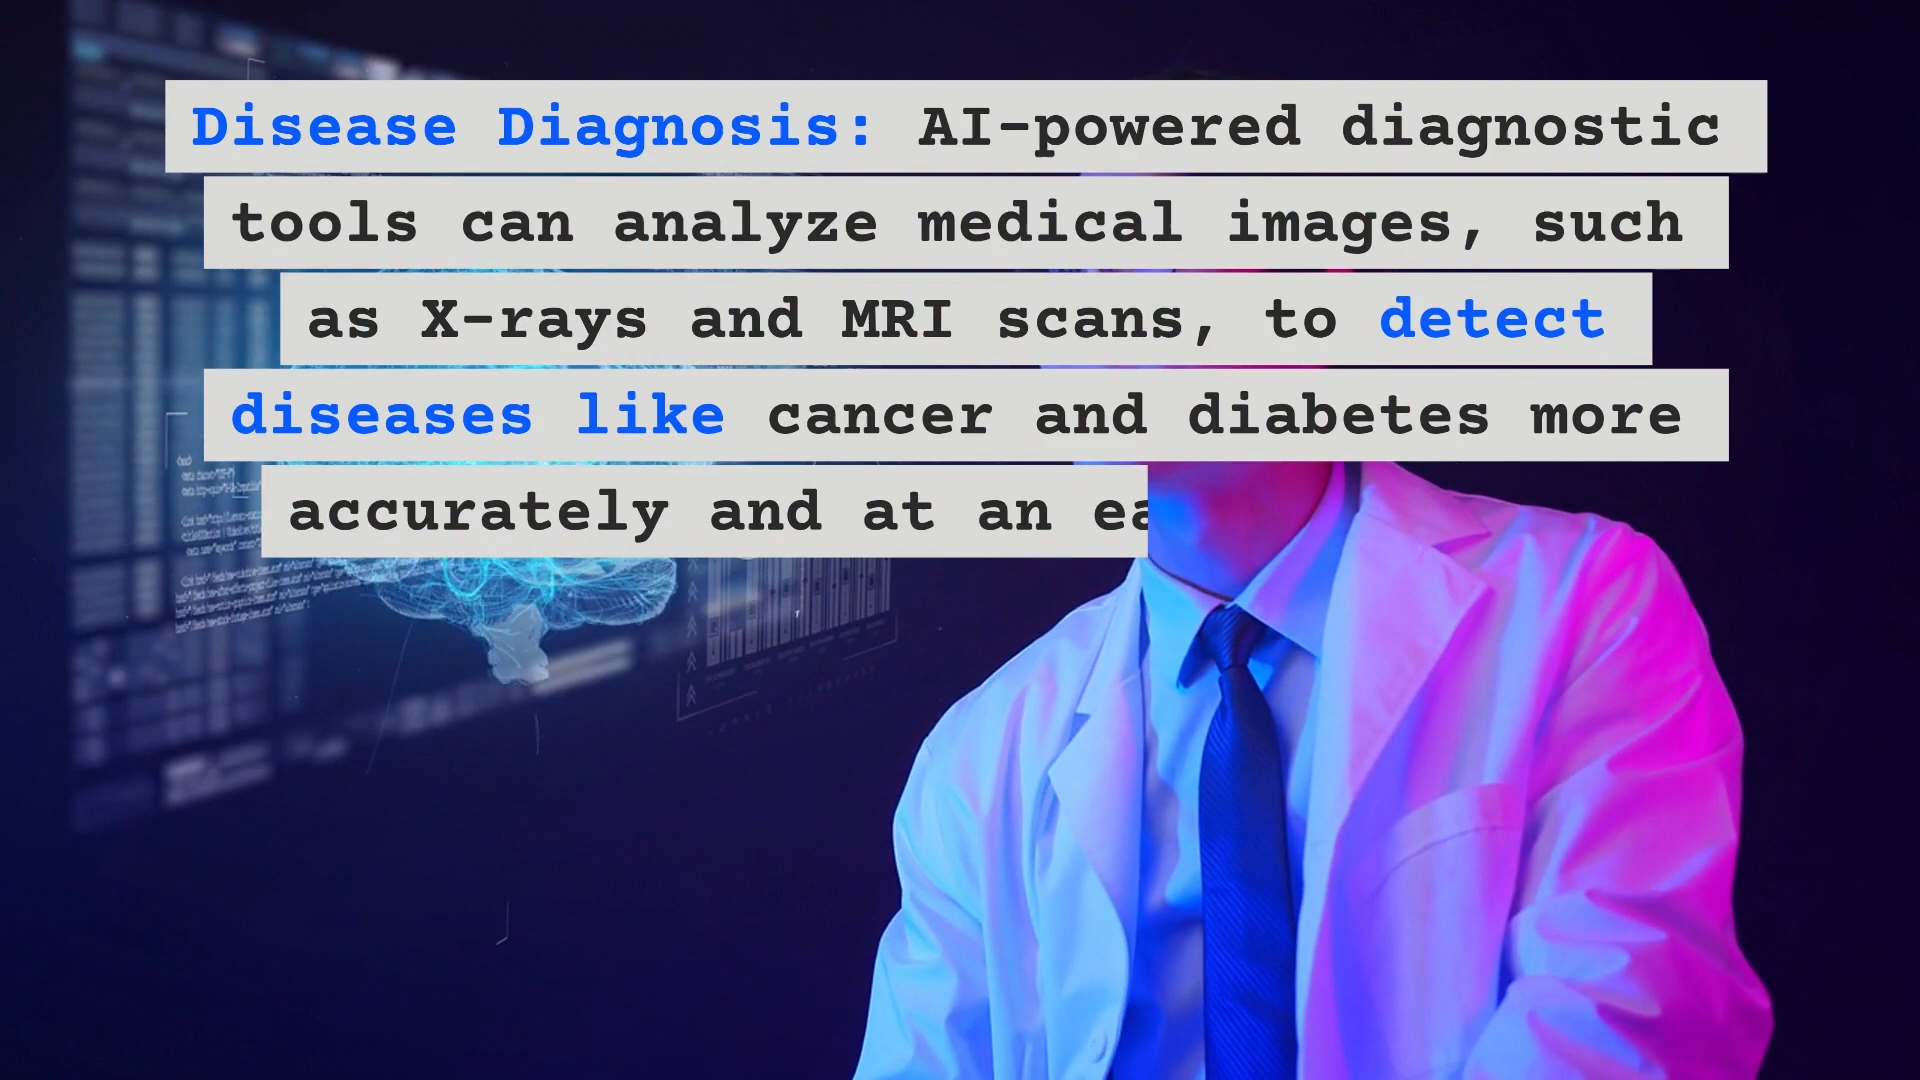 Disease Diagnosis: AI-powered diagnostic
tools can analyze medical images, such
as X-rays and MRI scans, to detect
diseases like cancer and diabetes more
accurately and at an ea